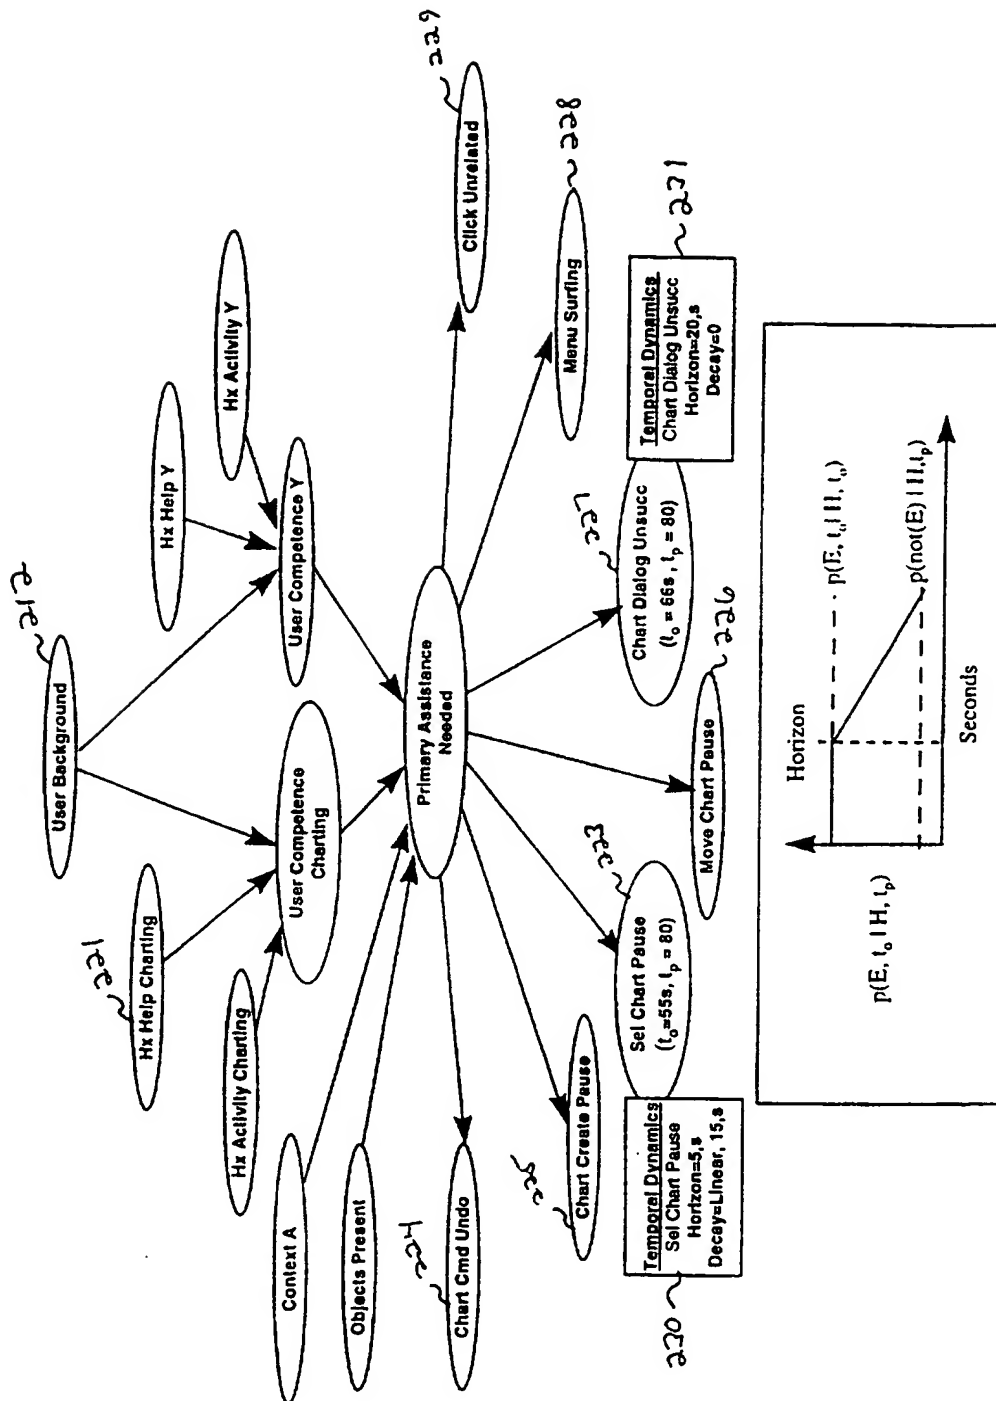 User Background
212
Hx Help Charting
221
Hx Help Y
Hx Activity Charting
Hx Activity Y
Context A
User Competence
Charting
User Competence Y
Objects Present
Primary Assistance
Needed
Chart Cmd Undo
224
Click Unrelated
229
Chart Create Pause
225
Menu Surfing
228
Sel Chart Pause
(t_o=55s, t_p = 80)
223
Chart Dialog Unsucc
(t_o = 66s, t_p = 80)
227
Move Chart Pause
226
Temporal Dynamics
Sel Chart Pause
Horizon=5,s
Decay=Linear, 15,s
230
Temporal Dynamics
Chart Dialog Unsucc
Horizon=20,s
Decay=0
231
Horizon
p(E, t_o | H, t_p)
p(E, t_o | H, t_o)
p(not(E) | H, t_p)
Seconds